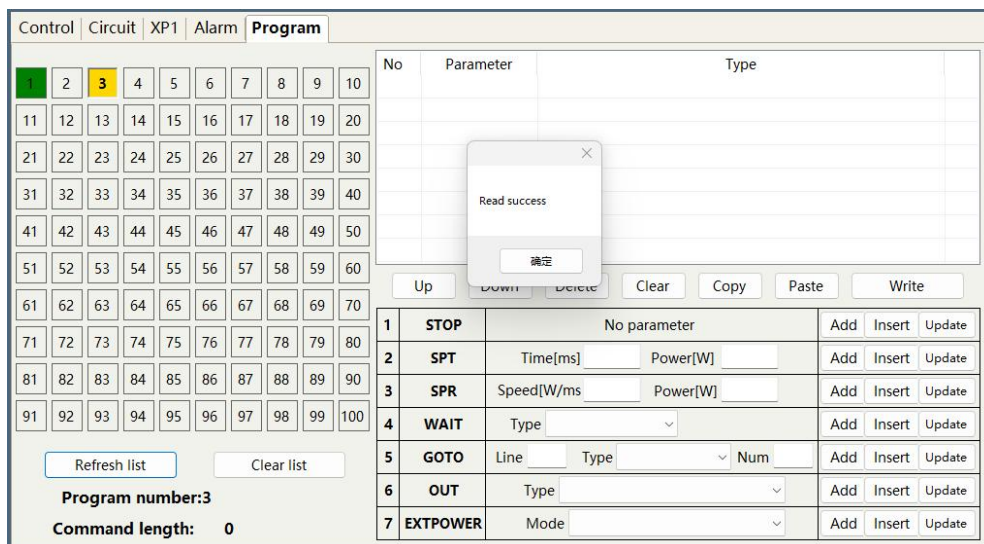 Control Circuit XP1 Alarm Program
No Parameter Type
1 2 3 4 5 6 7 8 9 10
11 12 13 14 15 16 17 18 19 20
21 22 23 24 25 26 27 28 29 30
31 32 33 34 35 36 37 38 39 40
41 42 43 44 45 46 47 48 49 50
51 52 53 54 55 56 57 58 59 60
61 62 63 64 65 66 67 68 69 70
71 72 73 74 75 76 77 78 79 80
81 82 83 84 85 86 87 88 89 90
91 92 93 94 95 96 97 98 99 100
Refresh list Clear list
Program number:3
Command length: 0
Read success
确定
Up Down Delete Clear Copy Paste Write
1 STOP No parameter Add Insert Update
2 SPT Time[ms] Power[W] Add Insert Update
3 SPR Speed[W/ms Power[W] Add Insert Update
4 WAIT Type Add Insert Update
5 GOTO Line Type Num Add Insert Update
6 OUT Type Add Insert Update
7 EXTPOWER Mode Add Insert Update